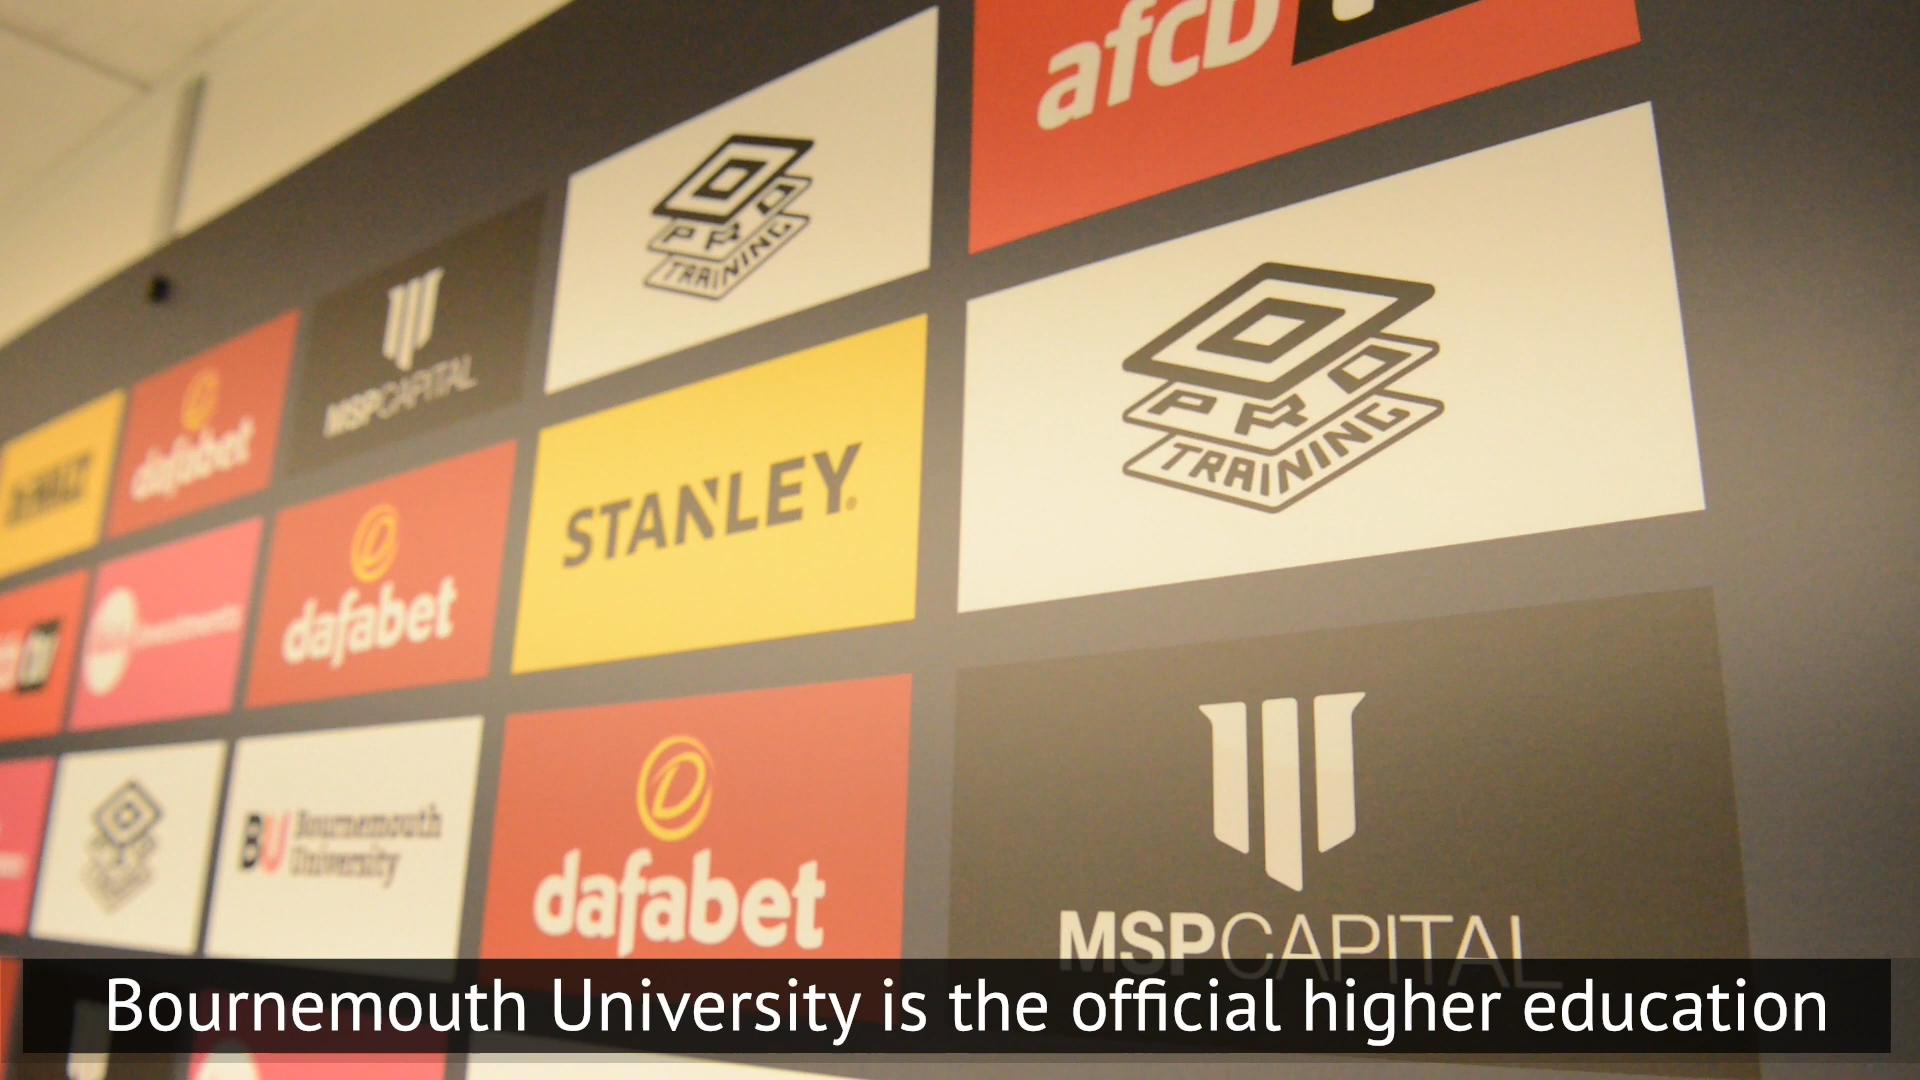 afcb
PRO
TRAINING
MSPCAPITAL
PRO
TRAINING
dafabet
STANLEY
dafabet
MSPCAPITAL
BU Bournemouth
University
dafabet
Bournemouth University is the official higher education